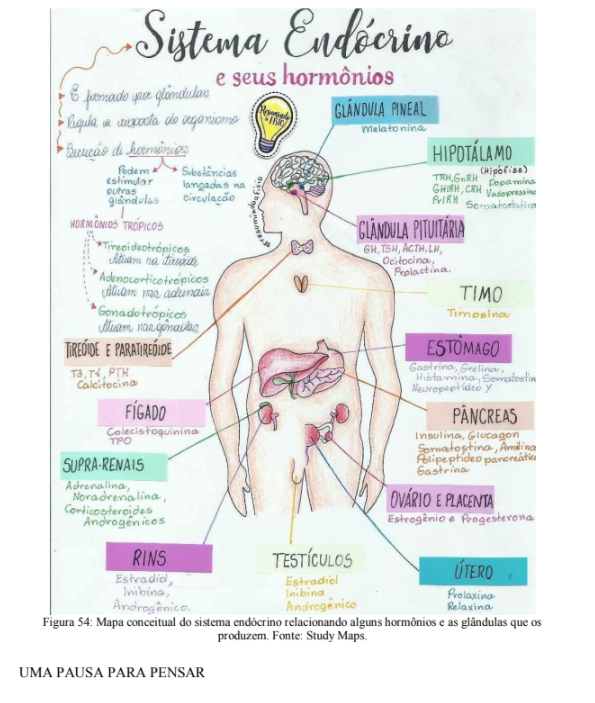 Sistema Endócrino
e seus hormônios
É formado por glândulas
Regula a resposta do organismo
Secreção de hormônios
Podem
estimular
outras
glândulas
Substâncias
lançadas na
circulação
HORMÔNIOS TRÓPICOS
Tireoideotrópicos
Atuam na tireóide
Adenocorticotrópicos
Atuam nas adrenais
Gonadotrópicos
Atuam nas gônadas
Resumindo
#resumindoafisio
GLÂNDULA PINEAL
Melatonina
HIPOTÁLAMO
(Hipófise)
TRH, GnRH Dopamina
GHRH, CRH Vasopressina
Somatostatina
GLÂNDULA PITUITÁRIA
GH, TSH, ACTH, LH,
Ocitocina,
Prolactina.
TIMO
Timosina
TIREÓIDE E PARATIREÓIDE
T3, T4, PTH
Calcitocina
ESTÔMAGO
Gastrina, Grelina,
Histamina, Somatostin
Neuropeptídeo Y
FÍGADO
Colecistoquinina
TPO
PÂNCREAS
Insulina, Glucagon
Somatostina, Amilina
Polipeptídeo pancreátic
Gastrina
SUPRA-RENAIS
Adrenalina,
Noradrenalina,
Corticosteroides
Androgênicos
OVÁRIO E PLACENTA
Estrogênio e Progesterona
RINS
Estradiol,
Inibina,
Androgênico.
TESTÍCULOS
Estradiol
Inibina
Androgênico
ÚTERO
Prolaxina
Relaxina
Figura 54: Mapa conceitual do sistema endócrino relacionando alguns hormônios e as glândulas que os
produzem. Fonte: Study Maps.
UMA PAUSA PARA PENSAR